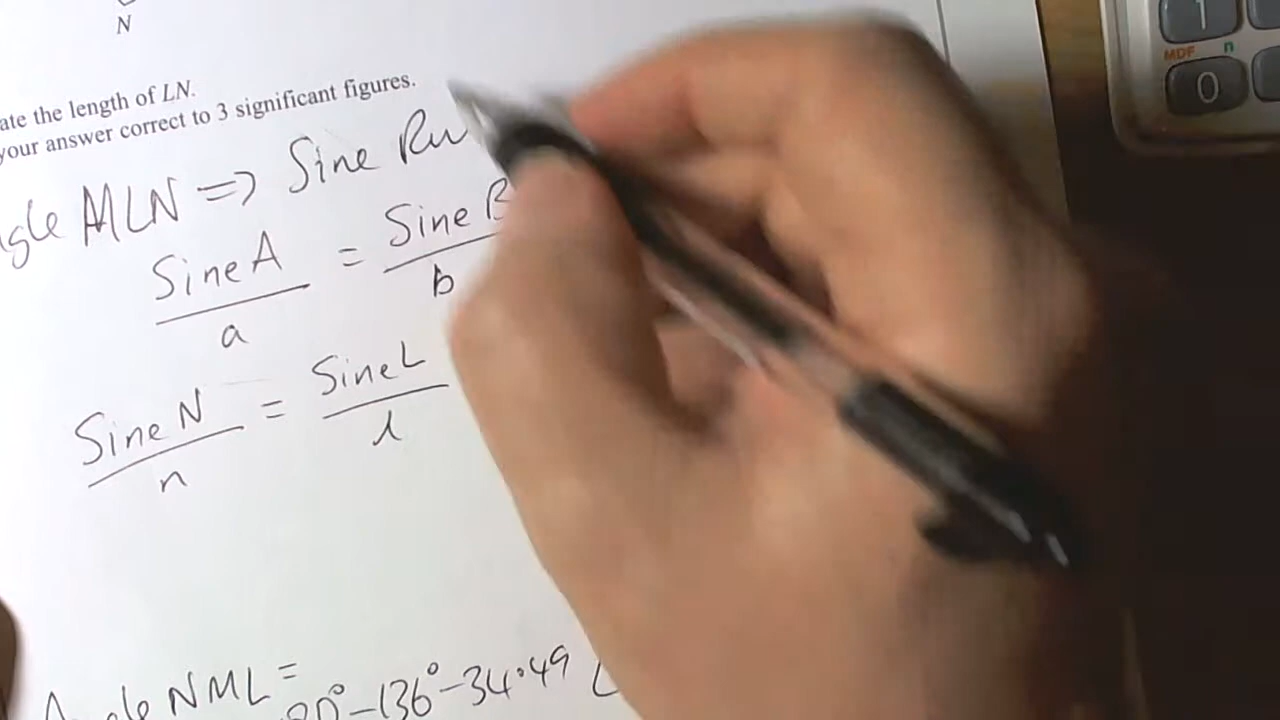 N
ate the length of LN.
your answer correct to 3 significant figures.
gle MLN => Sine Ru
Sine A = Sine B
a b
Sine N = Sine L
n l
Angle NML =
80° - 136° - 34.49
1
MDF n
0